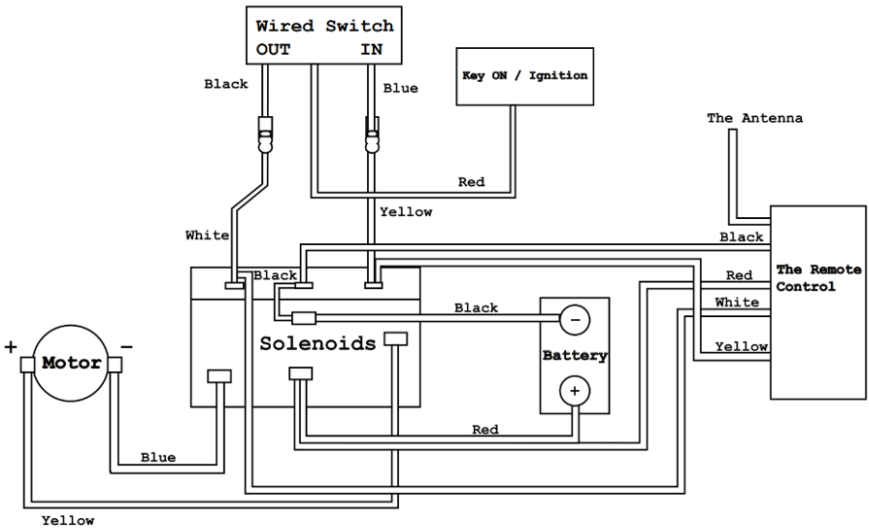 Wired Switch
OUT IN
Black
Blue
Key ON / Ignition
The Antenna
Red
Yellow
White
Black
Black
Red
The Remote
Control
White
Black
Solenoids
Battery
Yellow
+
−
Motor
−
+
Red
Blue
Yellow